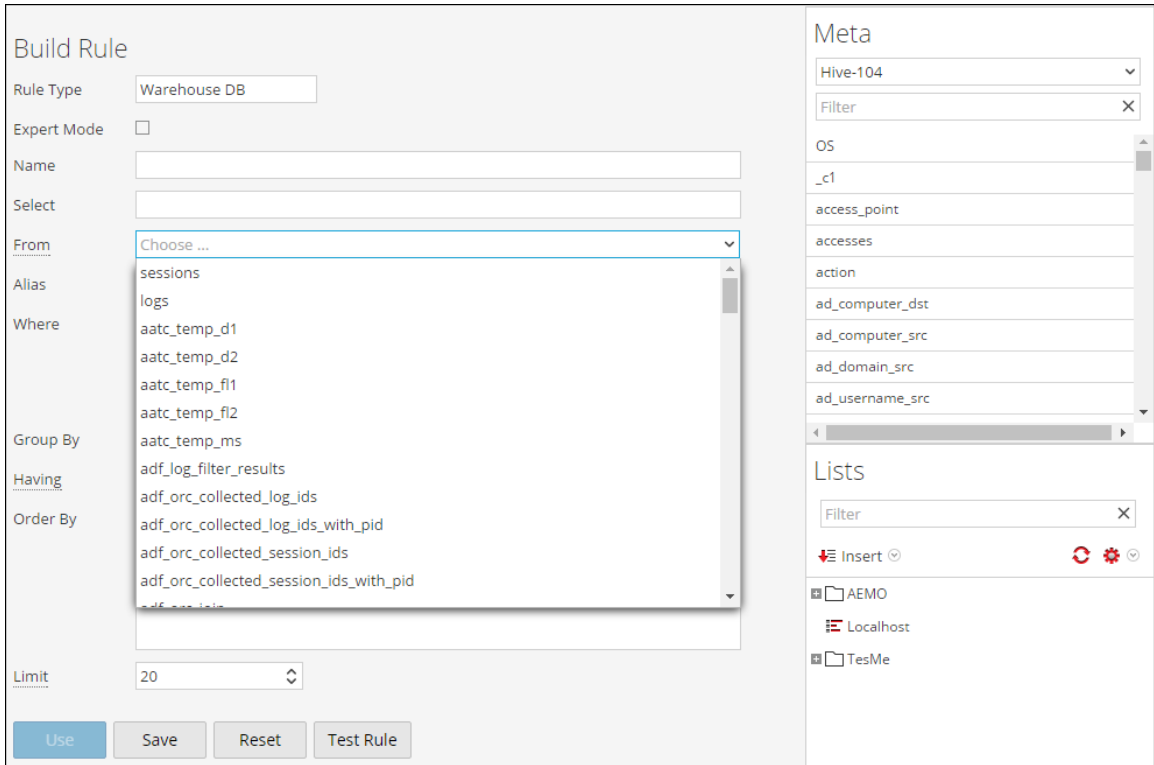 Build Rule
Rule Type
Warehouse DB
Expert Mode
Name
Select
From
Choose ...
sessions
logs
aatc_temp_d1
aatc_temp_d2
aatc_temp_fl1
aatc_temp_fl2
aatc_temp_ms
adf_log_filter_results
adf_orc_collected_log_ids
adf_orc_collected_log_ids_with_pid
adf_orc_collected_session_ids
adf_orc_collected_session_ids_with_pid
Alias
Where
Group By
Having
Order By
Limit
20
Use
Save
Reset
Test Rule
Meta
Hive-104
Filter
OS
_c1
access_point
accesses
action
ad_computer_dst
ad_computer_src
ad_domain_src
ad_username_src
Lists
Filter
Insert
AEMO
Localhost
TesMe